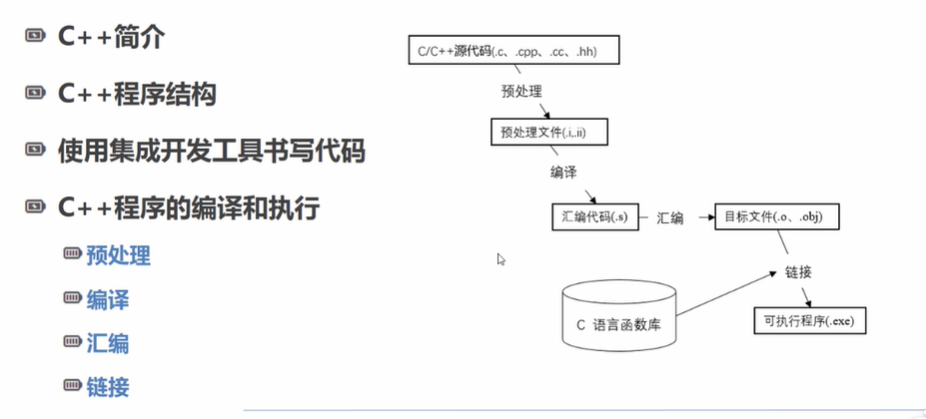 C++简介
C++程序结构
使用集成开发工具书写代码
C++程序的编译和执行
预处理
编译
汇编
链接
C/C++源代码(.c、.cpp、.cc、.hh)
预处理
预处理文件(.i,.ii)
编译
汇编代码(.s)
汇编
目标文件(.o、.obj)
链接
C 语言函数库
可执行程序(.exe)